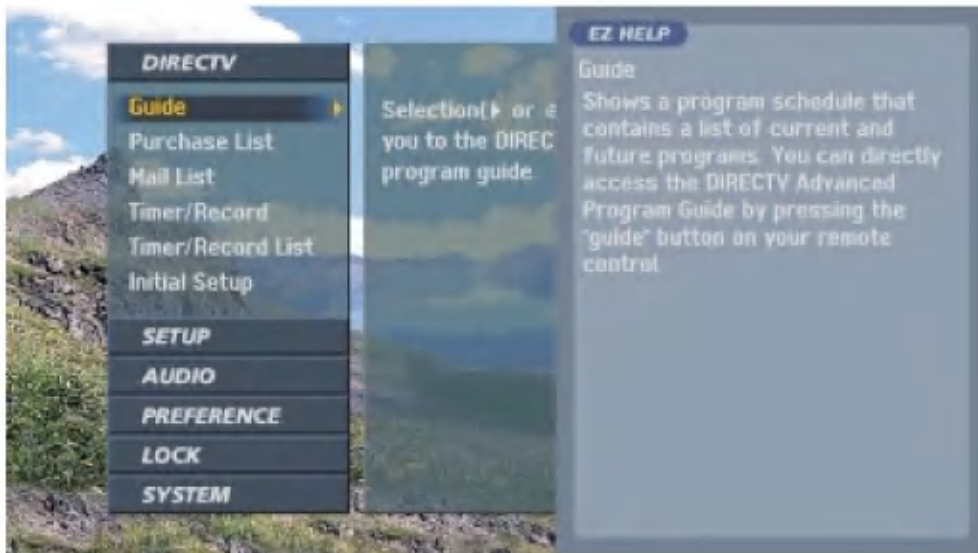 DIRECTV
Guide
Purchase List
Mail List
Timer/Record
Timer/Record List
Initial Setup
SETUP
AUDIO
PREFERENCE
LOCK
SYSTEM
Selection( or
you to the DIREC
program guide
EZ HELP
Guide
Shows a program schedule that
contains a list of current and
future programs. You can directly
access the DIRECTV Advanced
Program Guide by pressing the
"guide" button on your remote
control.